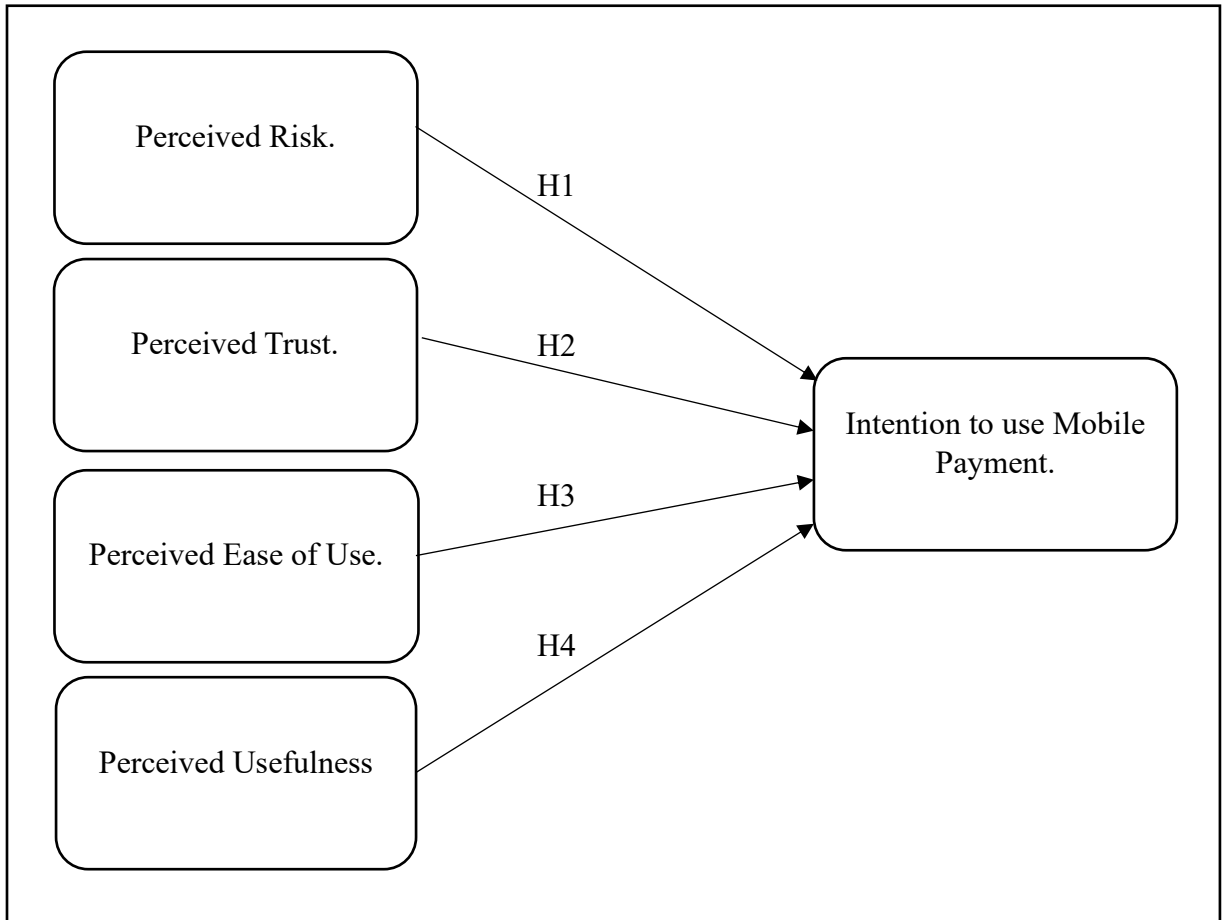 Perceived Risk.
H1
Perceived Trust.
H2
Intention to use Mobile
Payment.
H3
Perceived Ease of Use.
H4
Perceived Usefulness